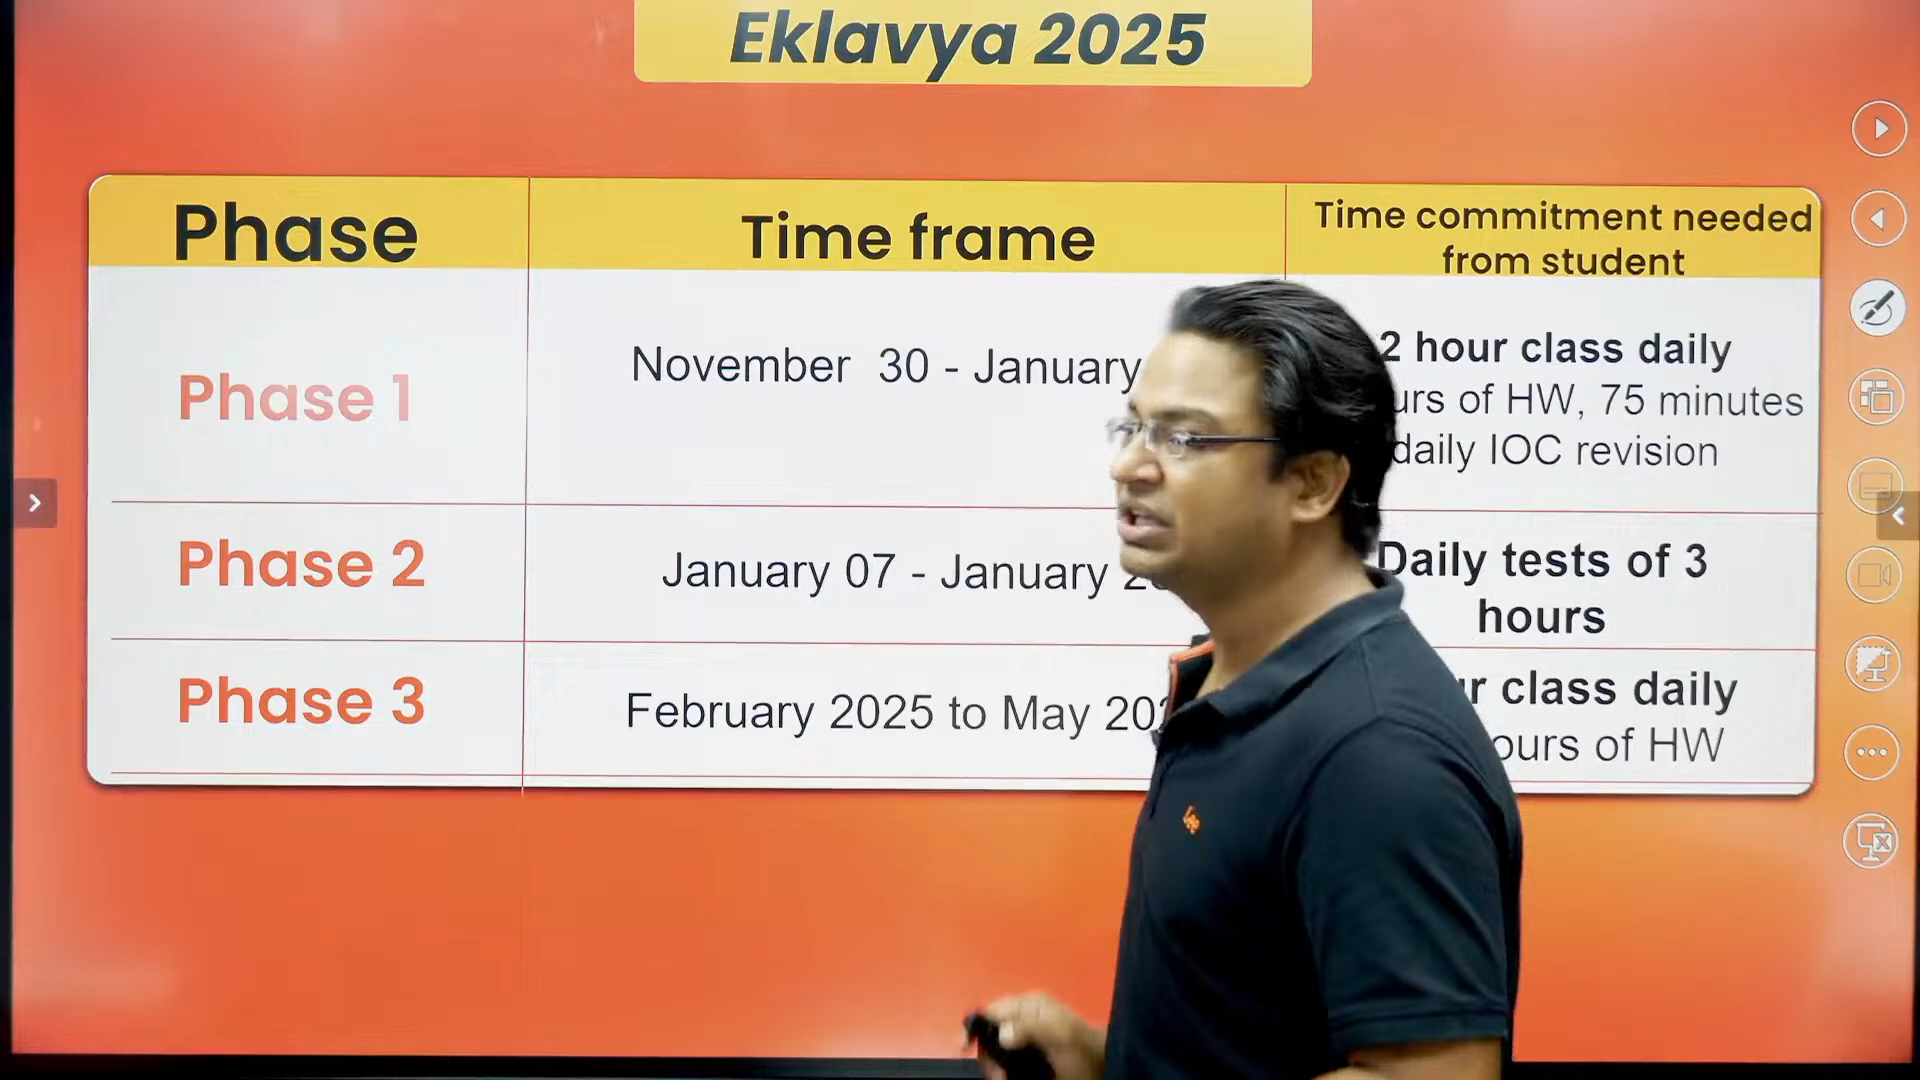 Eklavya 2025
Phase
Time frame
Time commitment needed
from student
Phase 1
November 30 - January
2 hour class daily
of HW, 75 minutes
daily IOC revision
Phase 2
January 07 - January
Daily tests of 3
hours
Phase 3
February 2025 to May
class daily
of HW
Lee